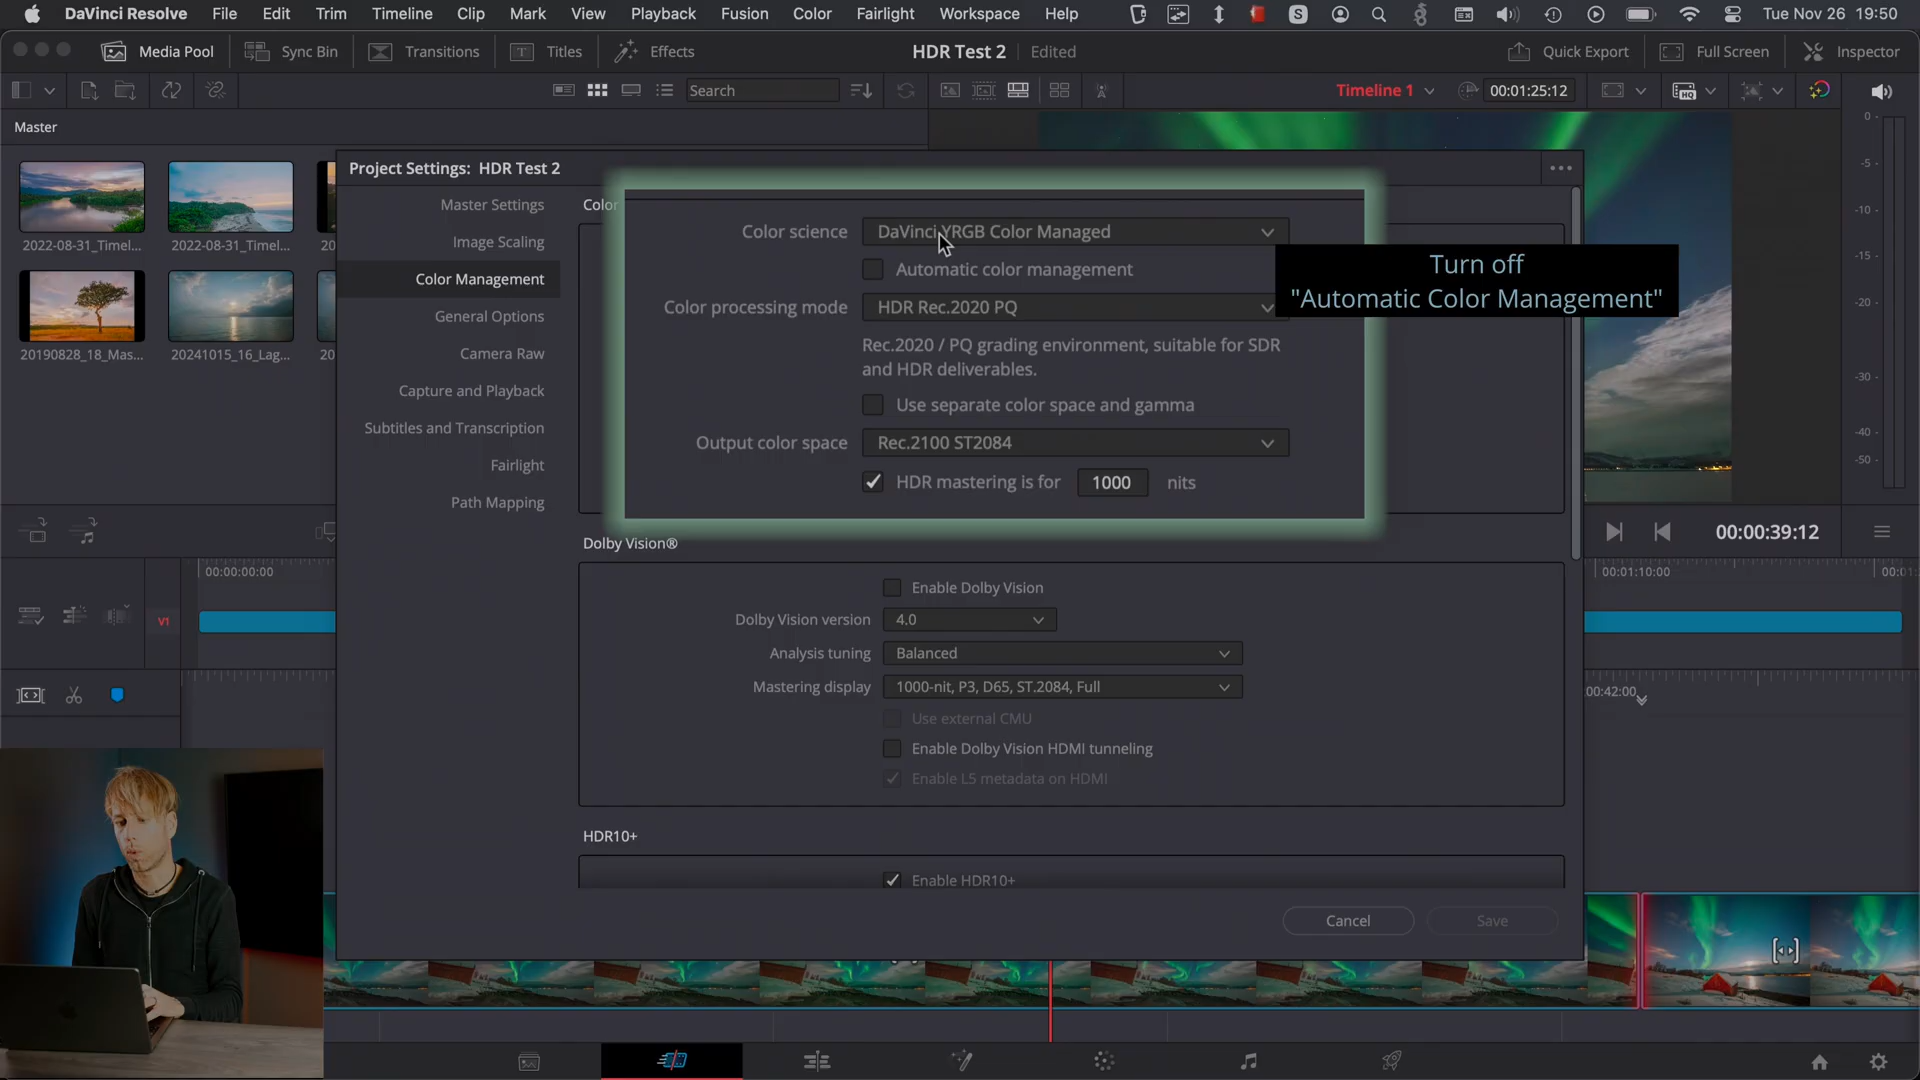 DaVinci Resolve File Edit Trim Timeline Clip Mark View Playback Fusion Color Fairlight Workspace Help Tue Nov 26 19:50
Media Pool Sync Bin Transitions Titles Effects HDR Test 2 Edited Quick Export Full Screen Inspector
Search Timeline 1 00:01:25:12
Master
2022-08-31_Timel...
2022-08-31_Timel...
20190828_18_Mas...
20241015_16_Lag...
Project Settings: HDR Test 2
Master Settings
Image Scaling
Color Management
General Options
Camera Raw
Capture and Playback
Subtitles and Transcription
Fairlight
Path Mapping
Color
Color science DaVinci YRGB Color Managed
Automatic color management
Color processing mode HDR Rec.2020 PQ
Rec.2020 / PQ grading environment, suitable for SDR
and HDR deliverables.
Use separate color space and gamma
Output color space Rec.2100 ST2084
HDR mastering is for 1000 nits
Turn off
"Automatic Color Management"
Dolby Vision®
Enable Dolby Vision
Dolby Vision version 4.0
Analysis tuning Balanced
Mastering display 1000-nit, P3, D65, ST.2084, Full
Use external CMU
Enable Dolby Vision HDMI tunneling
Enable L5 metadata on HDMI
HDR10+
Enable HDR10+
Cancel Save
0
-5
-10
-15
-20
-30
-40
-50
00:00:39:12
00:00:00:00
00:01:10:00
V1